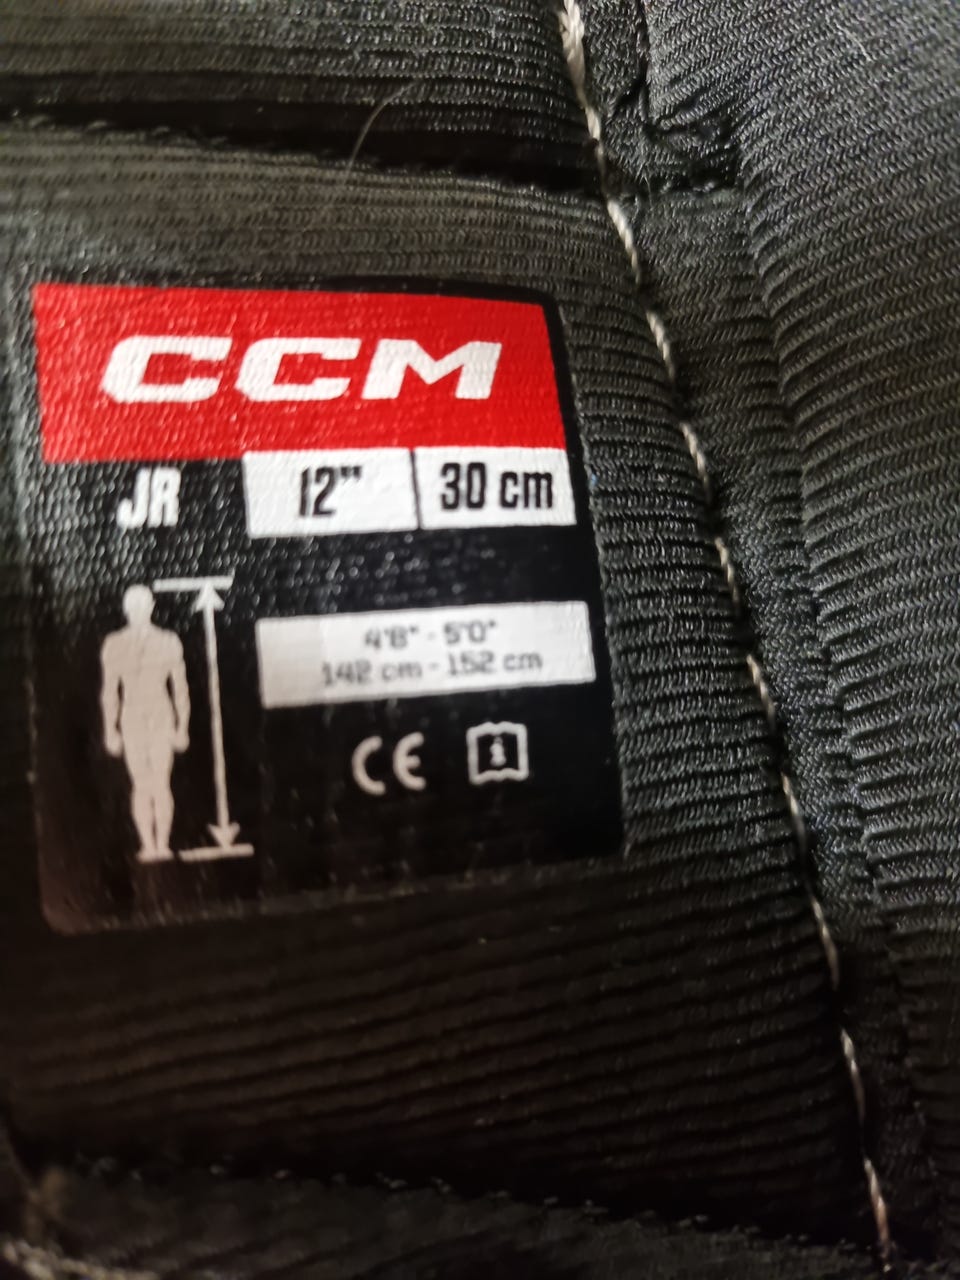 CCM
JR 12" 30 cm
4'8" - 5'0"
142 cm - 152 cm
CE i